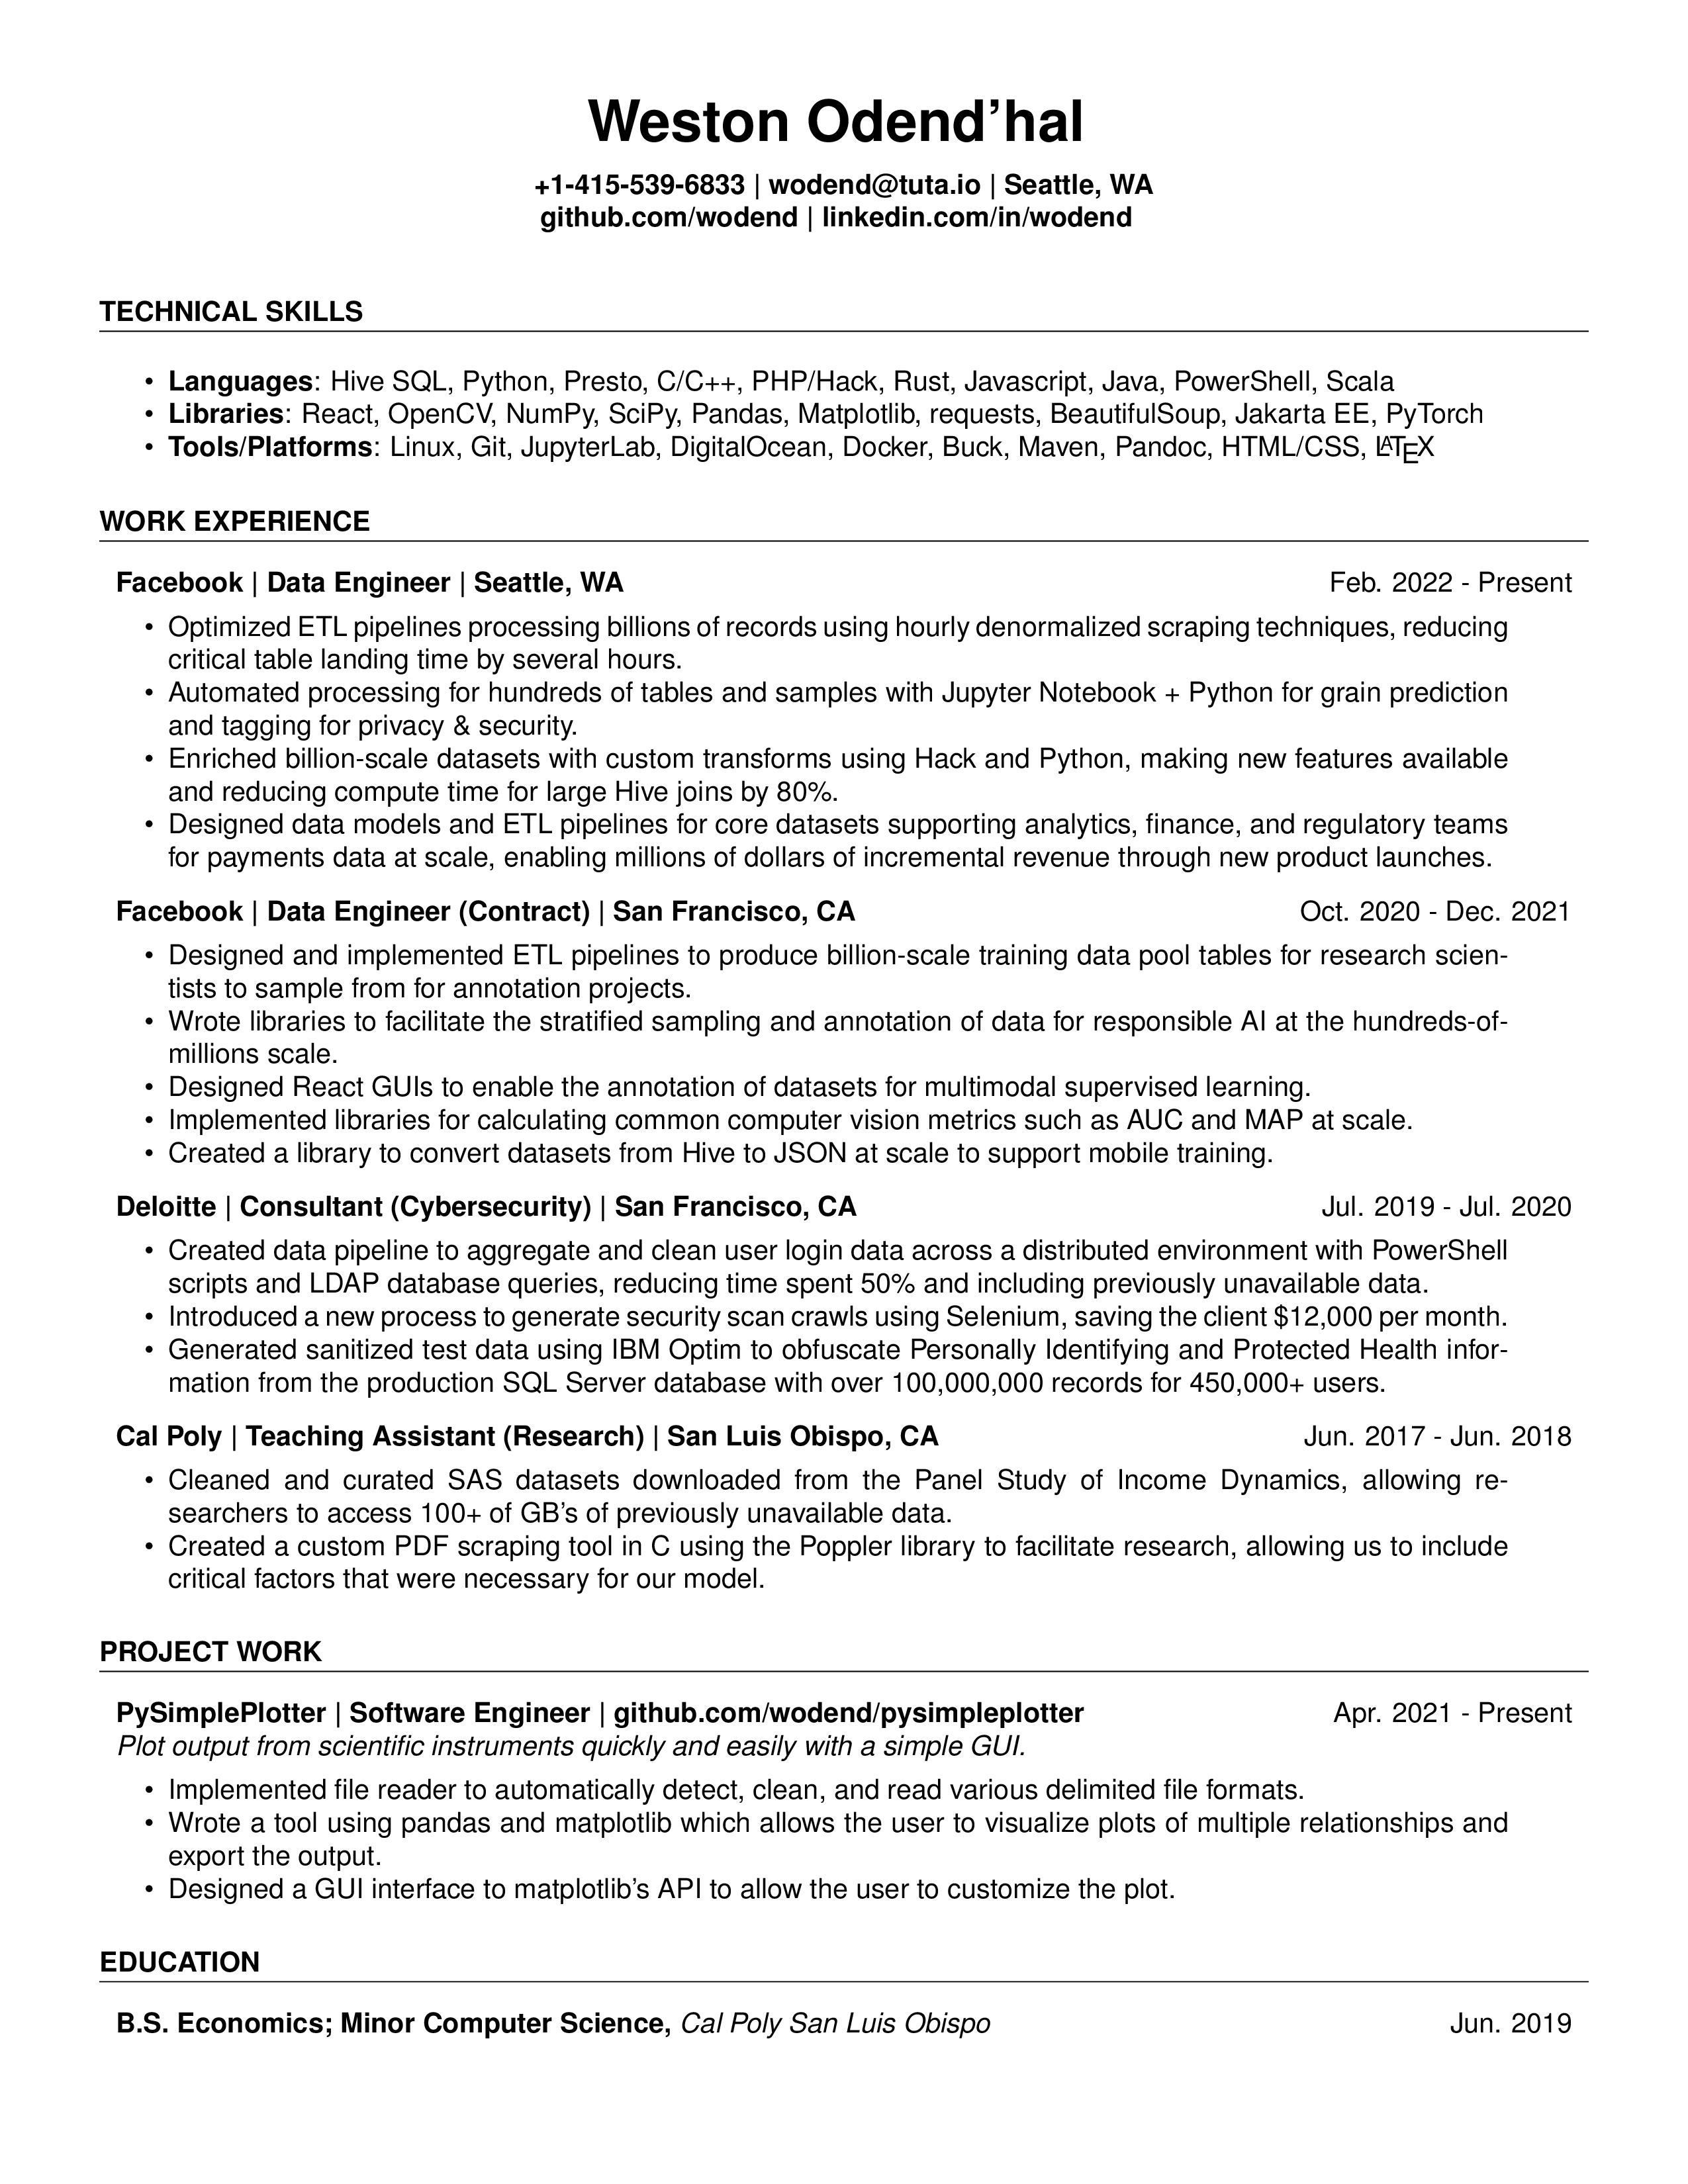 Weston Odend’hal
+1-415-539-6833 | wodend@tuta.io | Seattle, WA
github.com/wodend | linkedin.com/in/wodend
TECHNICAL SKILLS
• Languages: Hive SQL, Python, Presto, C/C++, PHP/Hack, Rust, Javascript, Java, PowerShell, Scala
• Libraries: React, OpenCV, NumPy, SciPy, Pandas, Matplotlib, requests, BeautifulSoup, Jakarta EE, PyTorch
• Tools/Platforms: Linux, Git, JupyterLab, DigitalOcean, Docker, Buck, Maven, Pandoc, HTML/CSS, LATEX
WORK EXPERIENCE
Facebook | Data Engineer | Seattle, WA Feb. 2022 - Present
• Optimized ETL pipelines processing billions of records using hourly denormalized scraping techniques, reducing
critical table landing time by several hours.
• Automated processing for hundreds of tables and samples with Jupyter Notebook + Python for grain prediction
and tagging for privacy & security.
• Enriched billion-scale datasets with custom transforms using Hack and Python, making new features available
and reducing compute time for large Hive joins by 80%.
• Designed data models and ETL pipelines for core datasets supporting analytics, finance, and regulatory teams
for payments data at scale, enabling millions of dollars of incremental revenue through new product launches.
Facebook | Data Engineer (Contract) | San Francisco, CA Oct. 2020 - Dec. 2021
• Designed and implemented ETL pipelines to produce billion-scale training data pool tables for research scien-
tists to sample from for annotation projects.
• Wrote libraries to facilitate the stratified sampling and annotation of data for responsible AI at the hundreds-of-
millions scale.
• Designed React GUIs to enable the annotation of datasets for multimodal supervised learning.
• Implemented libraries for calculating common computer vision metrics such as AUC and MAP at scale.
• Created a library to convert datasets from Hive to JSON at scale to support mobile training.
Deloitte | Consultant (Cybersecurity) | San Francisco, CA Jul. 2019 - Jul. 2020
• Created data pipeline to aggregate and clean user login data across a distributed environment with PowerShell
scripts and LDAP database queries, reducing time spent 50% and including previously unavailable data.
• Introduced a new process to generate security scan crawls using Selenium, saving the client $12,000 per month.
• Generated sanitized test data using IBM Optim to obfuscate Personally Identifying and Protected Health infor-
mation from the production SQL Server database with over 100,000,000 records for 450,000+ users.
Cal Poly | Teaching Assistant (Research) | San Luis Obispo, CA Jun. 2017 - Jun. 2018
• Cleaned and curated SAS datasets downloaded from the Panel Study of Income Dynamics, allowing re-
searchers to access 100+ of GB’s of previously unavailable data.
• Created a custom PDF scraping tool in C using the Poppler library to facilitate research, allowing us to include
critical factors that were necessary for our model.
PROJECT WORK
PySimplePlotter | Software Engineer | github.com/wodend/pysimpleplotter Apr. 2021 - Present
Plot output from scientific instruments quickly and easily with a simple GUI.
• Implemented file reader to automatically detect, clean, and read various delimited file formats.
• Wrote a tool using pandas and matplotlib which allows the user to visualize plots of multiple relationships and
export the output.
• Designed a GUI interface to matplotlib’s API to allow the user to customize the plot.
EDUCATION
B.S. Economics; Minor Computer Science, Cal Poly San Luis Obispo Jun. 2019